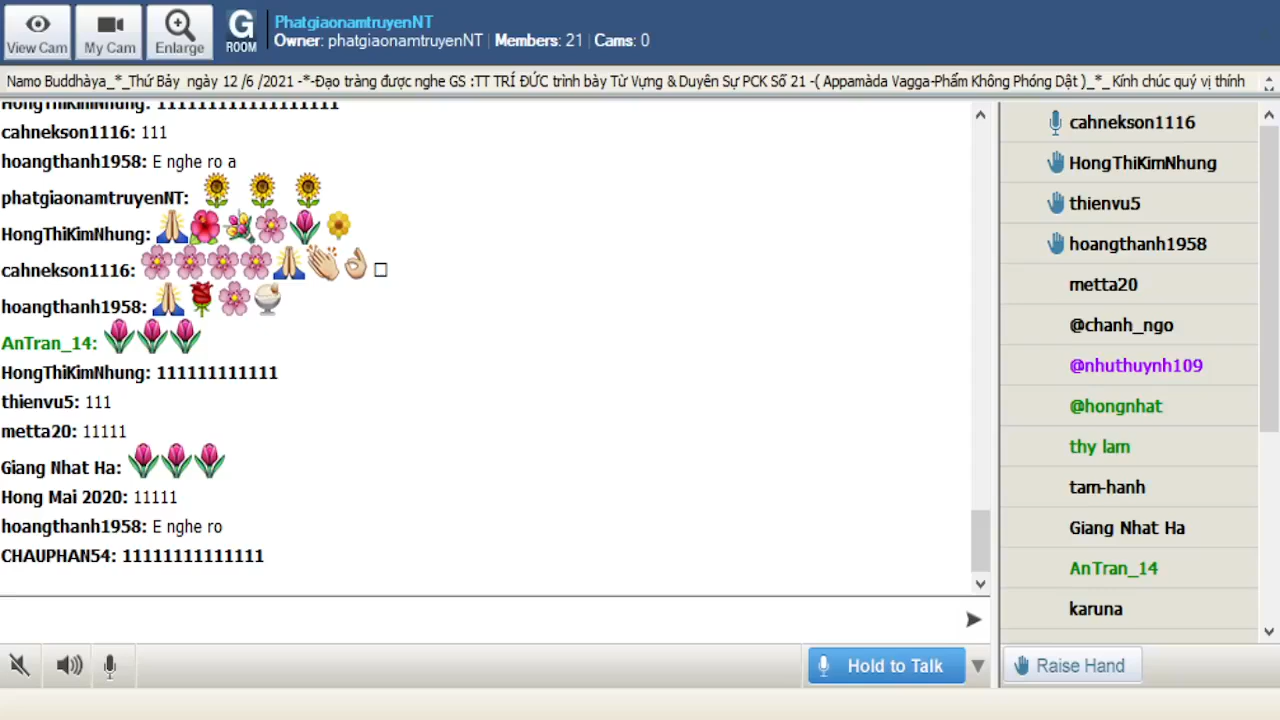 View Cam
My Cam
Enlarge
G
ROOM
PhatgiaonamtruyenNT
Owner: phatgiaonamtruyenNT | Members: 21 | Cams: 0
Namo Buddhàya_*_Thứ Bảy ngày 12 /6 /2021 -*-Đạo tràng được nghe GS :TT TRÍ ĐỨC trình bày Từ Vựng & Duyên Sự PCK Số 21 -( Appamàda Vagga-Phẩm Không Phóng Dật )_*_ Kính chúc quý vị thính
HongThiKimNhung: 111111111111111111
cahnekson1116: 111
hoangthanh1958: E nghe ro a
phatgiaonamtruyenNT:
HongThiKimNhung:
cahnekson1116:
hoangthanh1958:
AnTran_14:
HongThiKimNhung: 111111111111
thienvu5: 111
metta20: 11111
Giang Nhat Ha:
Hong Mai 2020: 11111
hoangthanh1958: E nghe ro
CHAUPHAN54: 11111111111111
cahnekson1116
HongThiKimNhung
thienvu5
hoangthanh1958
metta20
@chanh_ngo
@nhuthuynh109
@hongnhat
thy lam
tam-hanh
Giang Nhat Ha
AnTran_14
karuna
Hold to Talk
Raise Hand